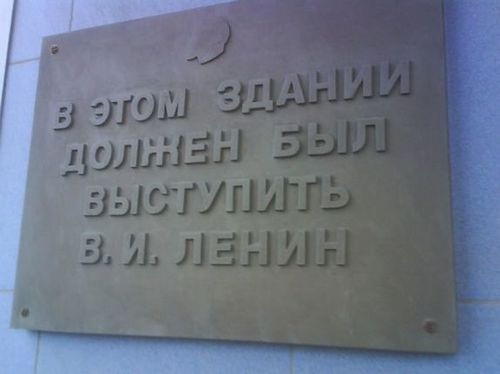 В ЭТОМ ЗДАНИИ
ДОЛЖЕН БЫЛ
ВЫСТУПИТЬ
В. И. ЛЕНИН